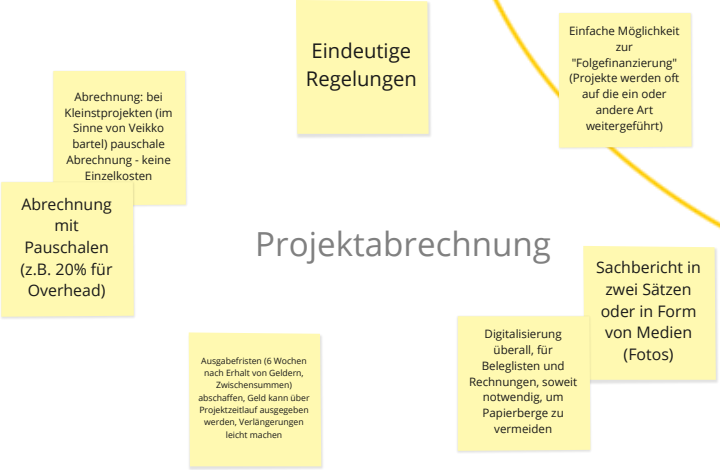 Eindeutige
Regelungen
Einfache Möglichkeit
zur
"Folgefinanzierung"
(Projekte werden oft
auf die ein oder
andere Art
weitergeführt)
Abrechnung: bei
Kleinstprojekten (im
Sinne von Veikko
bartel) pauschale
Abrechnung - keine
Einzelkosten
Abrechnung
mit
Pauschalen
(z.B. 20% für
Overhead)
Projektabrechnung
Sachbericht in
zwei Sätzen
oder in Form
von Medien
(Fotos)
Digitalisierung
überall, für
Beleglisten und
Rechnungen, soweit
notwendig, um
Papierberge zu
vermeiden
Ausgabefristen (6 Wochen
nach Erhalt von Geldern,
Zwischensummen)
abschaffen, Geld kann über
Projektzeitlauf ausgegeben
werden, Verlängerungen
leicht machen